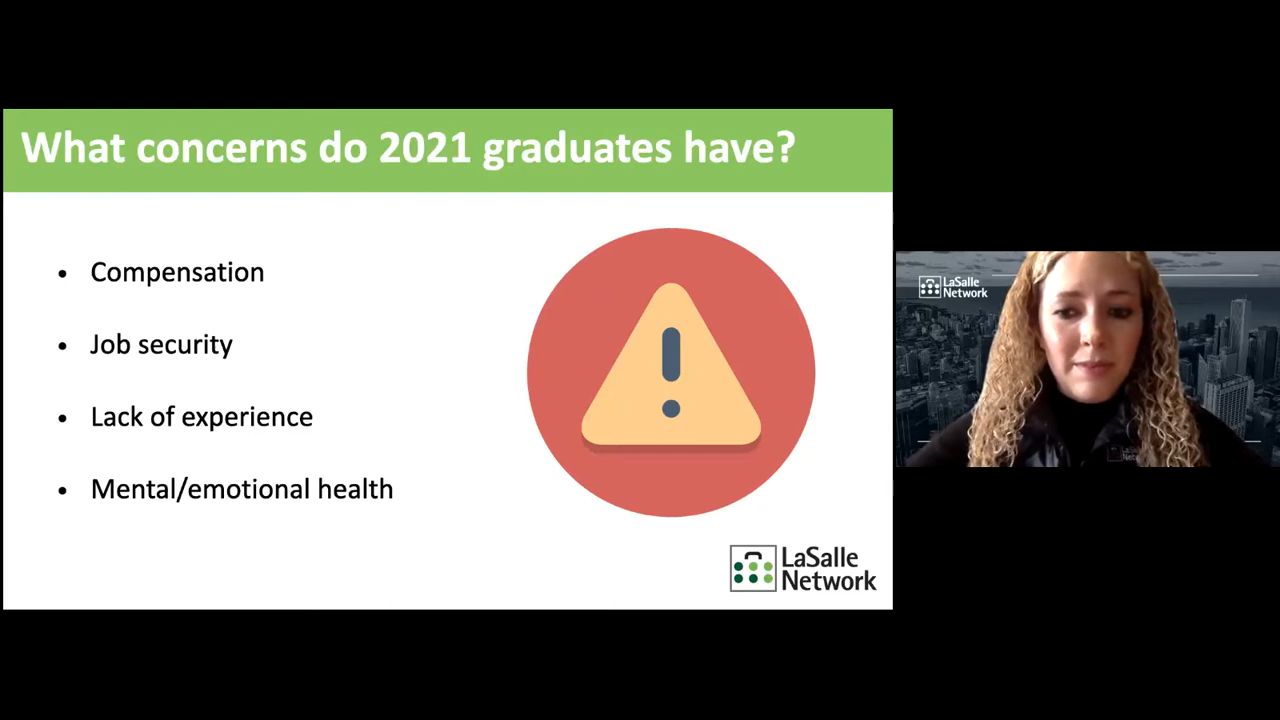 What concerns do 2021 graduates have?
• Compensation
• Job security
• Lack of experience
• Mental/emotional health
LaSalle
Network
LaSalle
Network